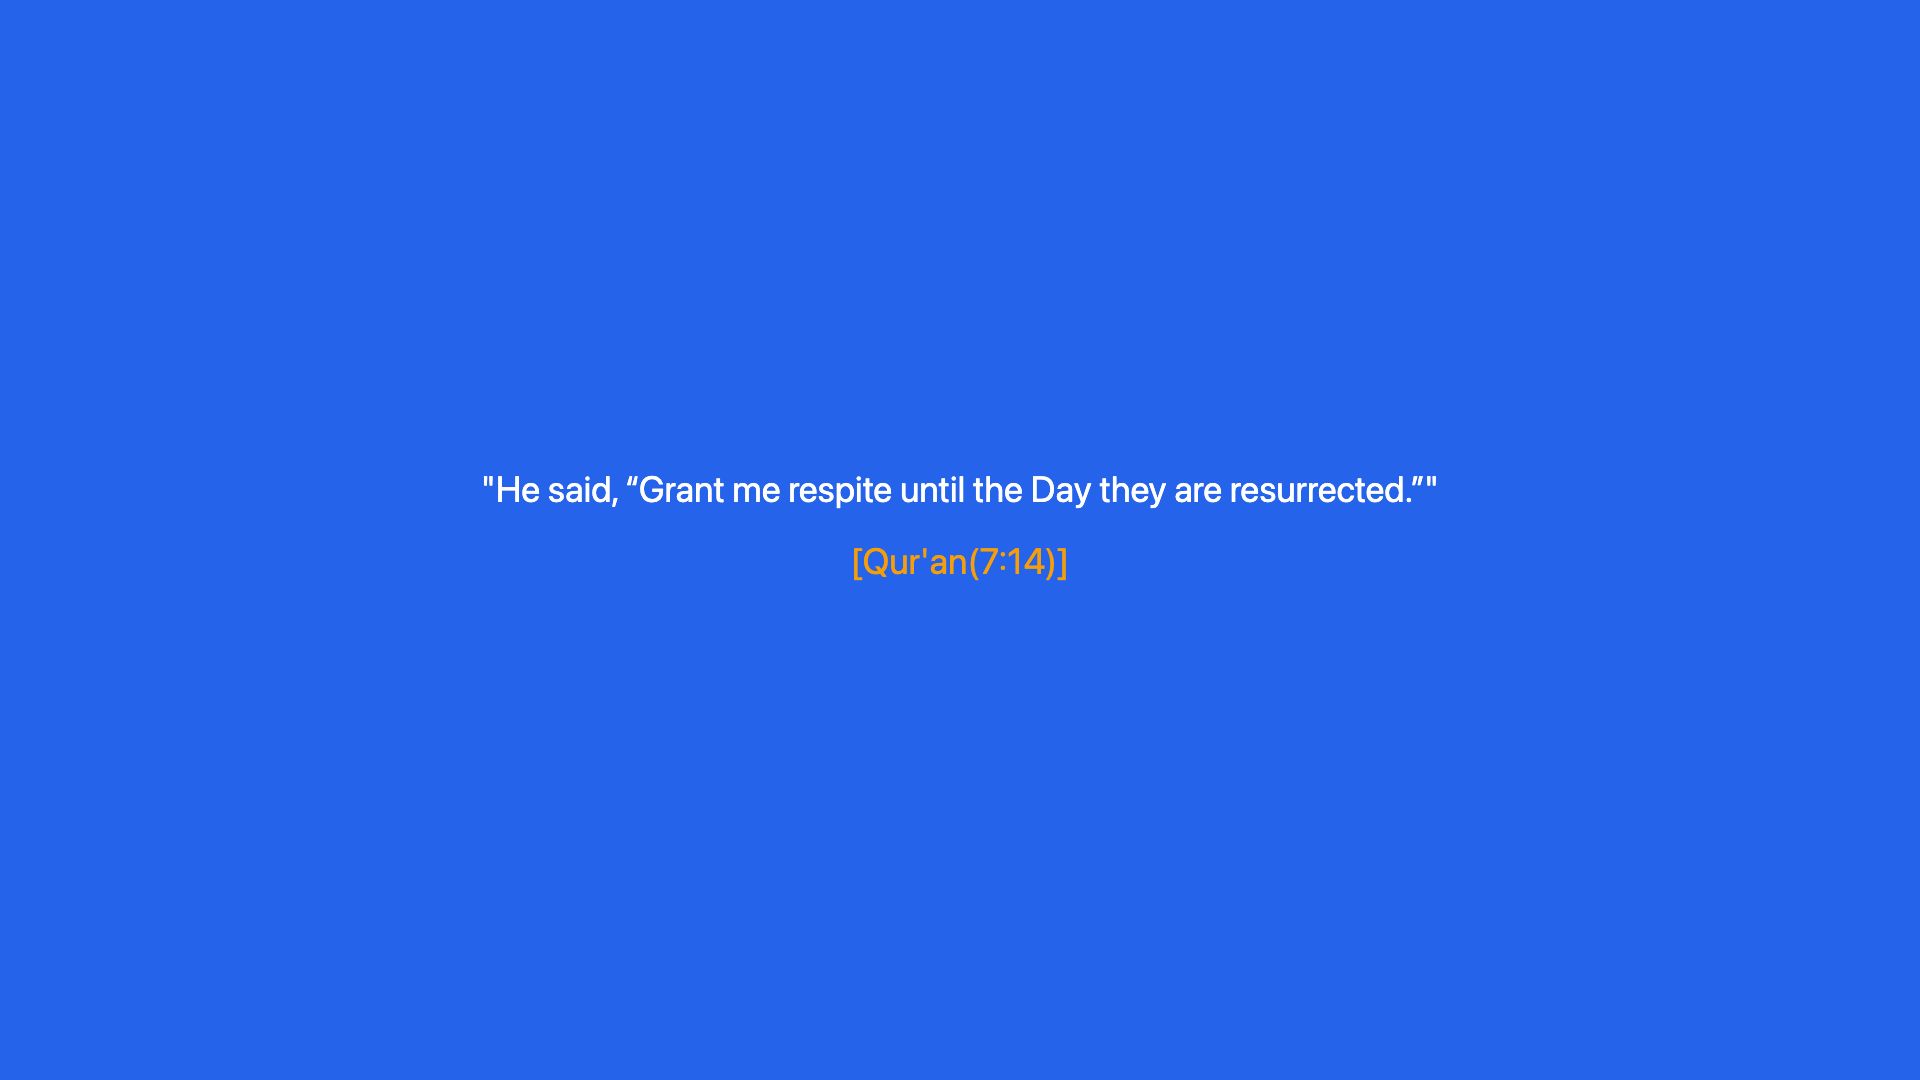 "He said, “Grant me respite until the Day they are resurrected.”"
[Qur'an(7:14)]